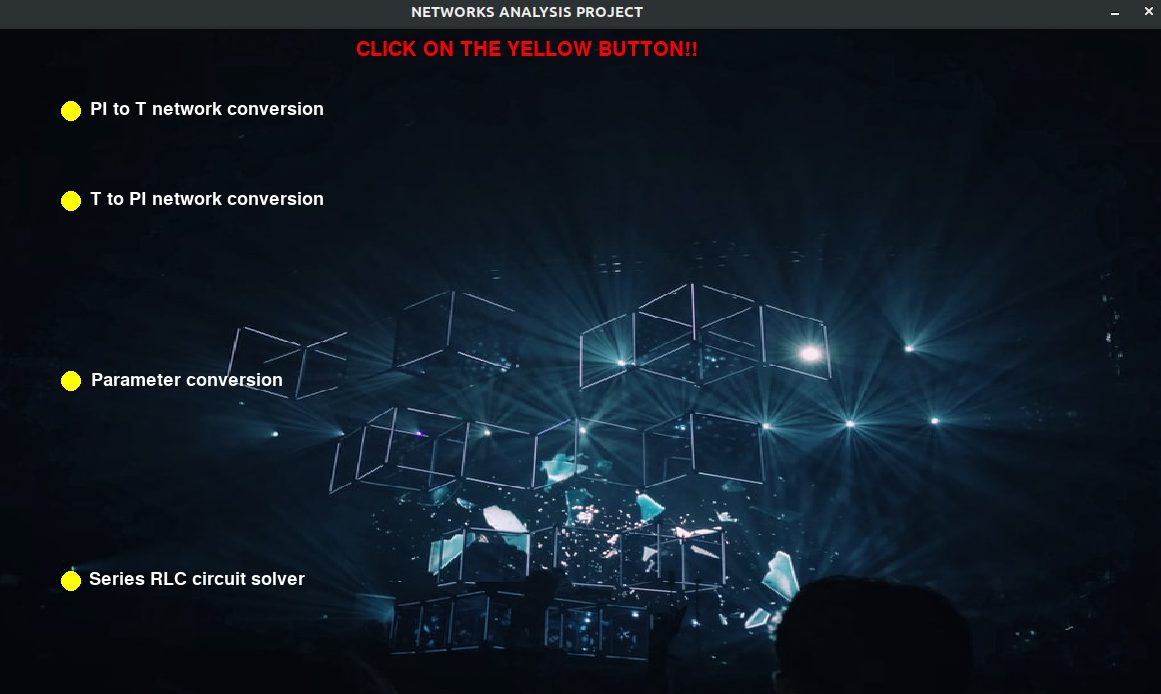 NETWORKS ANALYSIS PROJECT
CLICK ON THE YELLOW BUTTON!!
PI to T network conversion
T to PI network conversion
Parameter conversion
Series RLC circuit solver